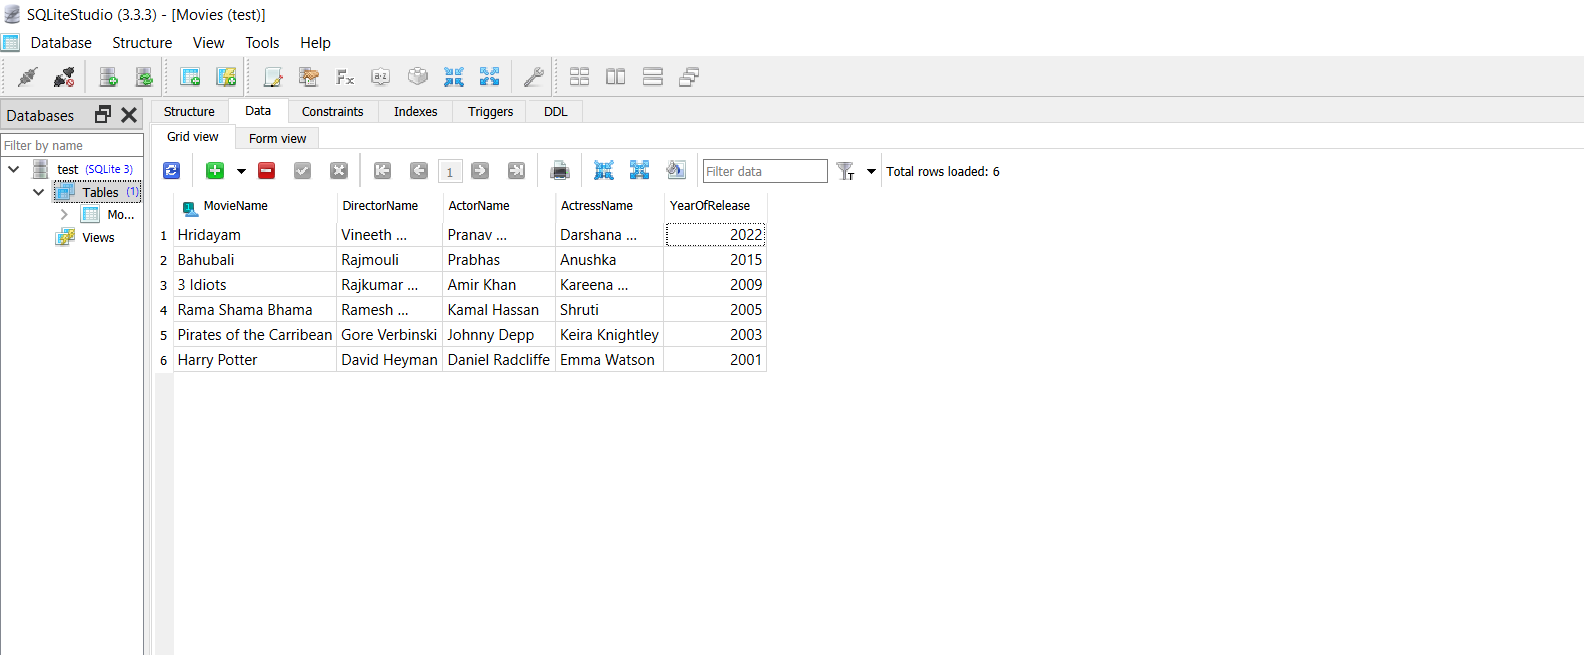 SQLiteStudio (3.3.3) - [Movies (test)]
Database Structure View Tools Help
Databases
Filter by name
test (SQLite 3)
Tables (1)
Mo...
Views
Structure Data Constraints Indexes Triggers DDL
Grid view Form view
1 Filter data T Total rows loaded: 6
MovieName DirectorName ActorName ActressName YearOfRelease
1 Hridayam Vineeth ... Pranav ... Darshana ... 2022
2 Bahubali Rajmouli Prabhas Anushka 2015
3 3 Idiots Rajkumar ... Amir Khan Kareena ... 2009
4 Rama Shama Bhama Ramesh ... Kamal Hassan Shruti 2005
5 Pirates of the Carribean Gore Verbinski Johnny Depp Keira Knightley 2003
6 Harry Potter David Heyman Daniel Radcliffe Emma Watson 2001